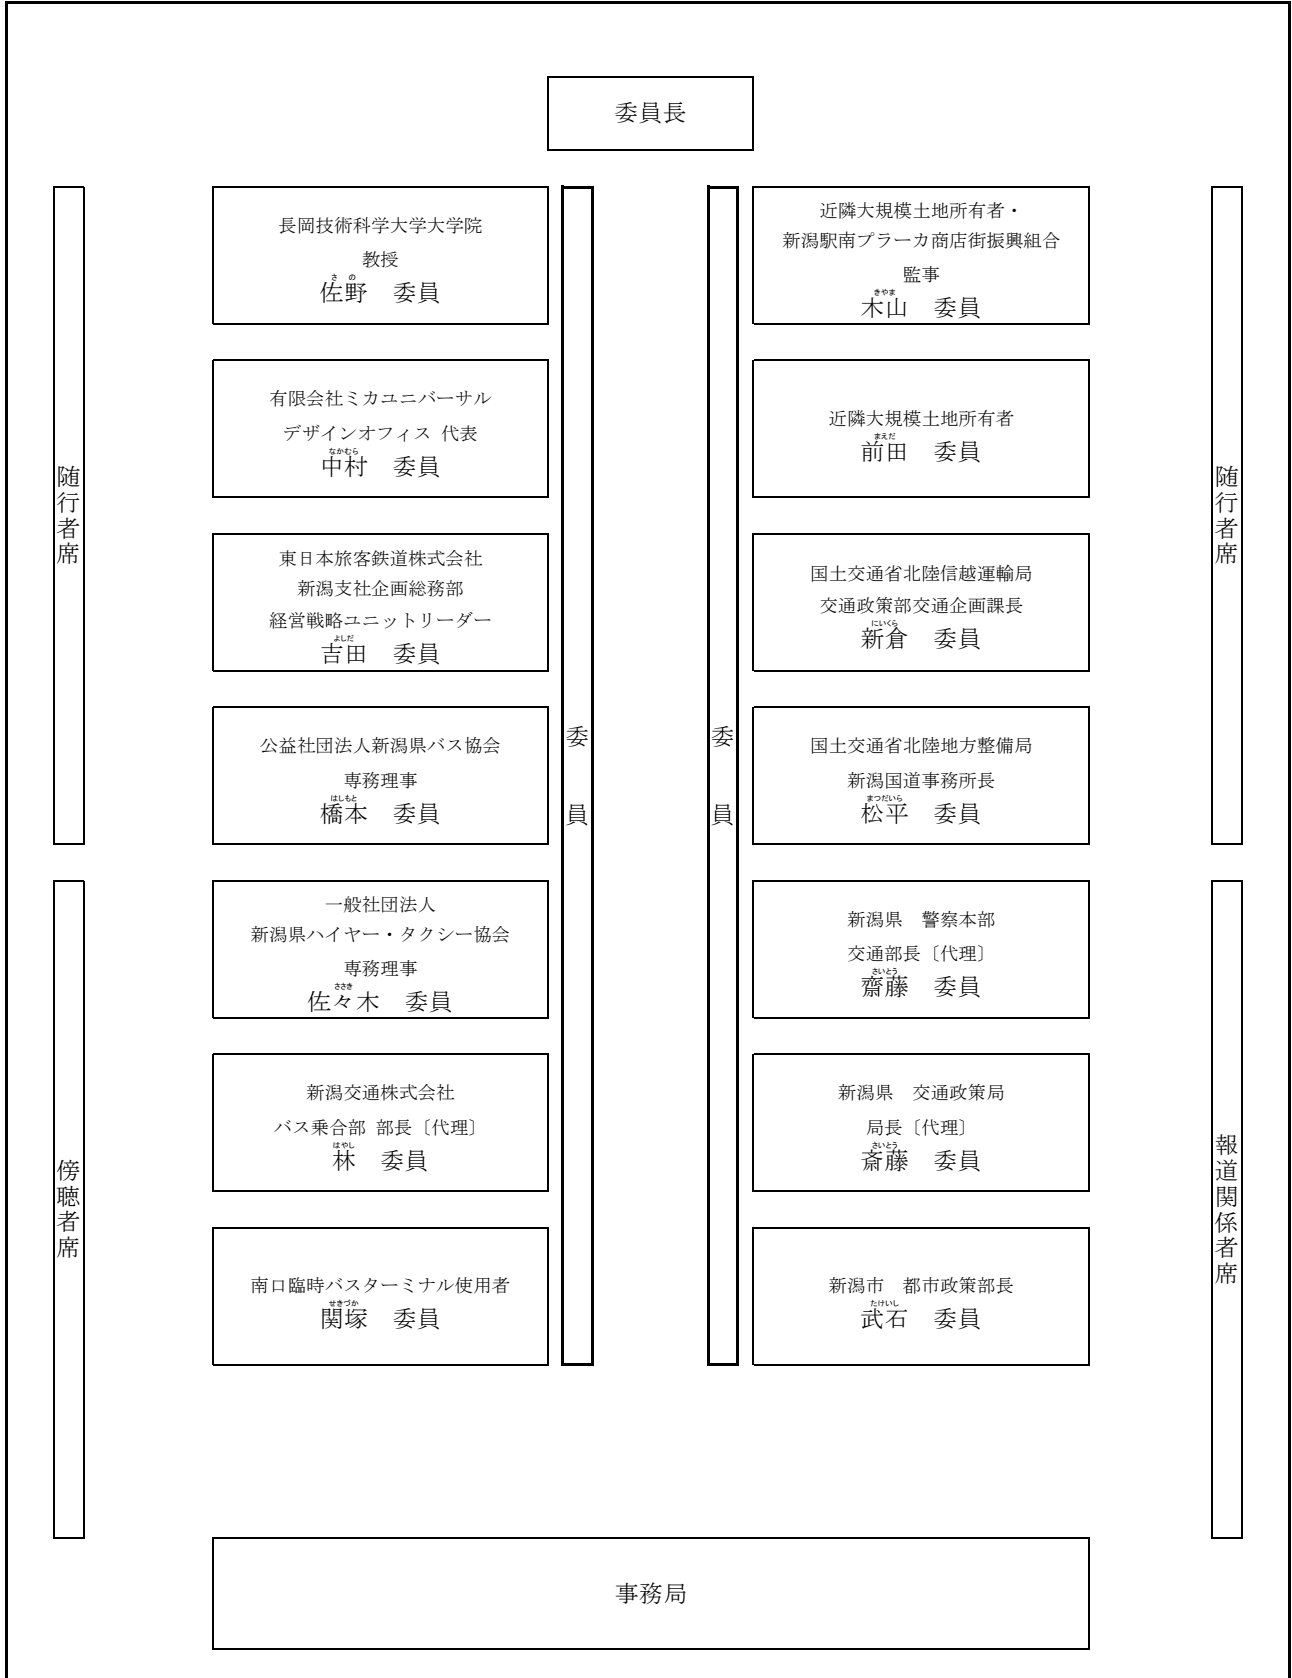 委員長
随行者席
長岡技術科学大学大学院
教授
さの
佐野　委員
有限会社ミカユニバーサル
デザインオフィス 代表
なかむら
中村　委員
東日本旅客鉄道株式会社
新潟支社企画総務部
経営戦略ユニットリーダー
よしだ
吉田　委員
公益社団法人新潟県バス協会
専務理事
はしもと
橋本　委員
一般社団法人
新潟県ハイヤー・タクシー協会
専務理事
ささき
佐々木　委員
新潟交通株式会社
バス乗合部 部長〔代理〕
はやし
林　委員
南口臨時バスターミナル使用者
せきづか
関塚　委員
委員
委員
近隣大規模土地所有者・
新潟駅南プラーカ商店街振興組合
監事
きやま
木山　委員
近隣大規模土地所有者
まえだ
前田　委員
国土交通省北陸信越運輸局
交通政策部交通企画課長
にいくら
新倉　委員
国土交通省北陸地方整備局
新潟国道事務所長
まつだいら
松平　委員
新潟県　警察本部
交通部長〔代理〕
さいとう
齋藤　委員
新潟県　交通政策局
局長〔代理〕
さいとう
斎藤　委員
新潟市　都市政策部長
たけいし
武石　委員
随行者席
傍聴者席
報道関係者席
事務局